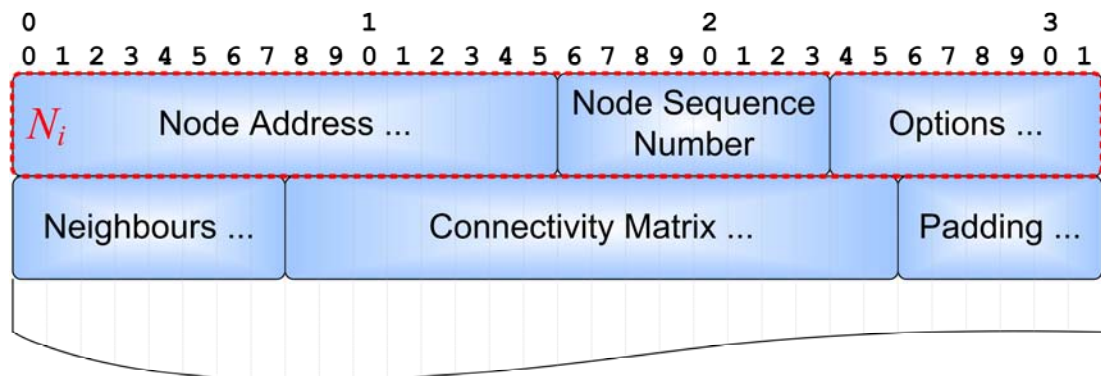 0 1 2 3
0 1 2 3 4 5 6 7 8 9 0 1 2 3 4 5 6 7 8 9 0 1 2 3 4 5 6 7 8 9 0 1
N_i Node Address ...
Node Sequence
Number
Options ...
Neighbours ...
Connectivity Matrix ...
Padding ...